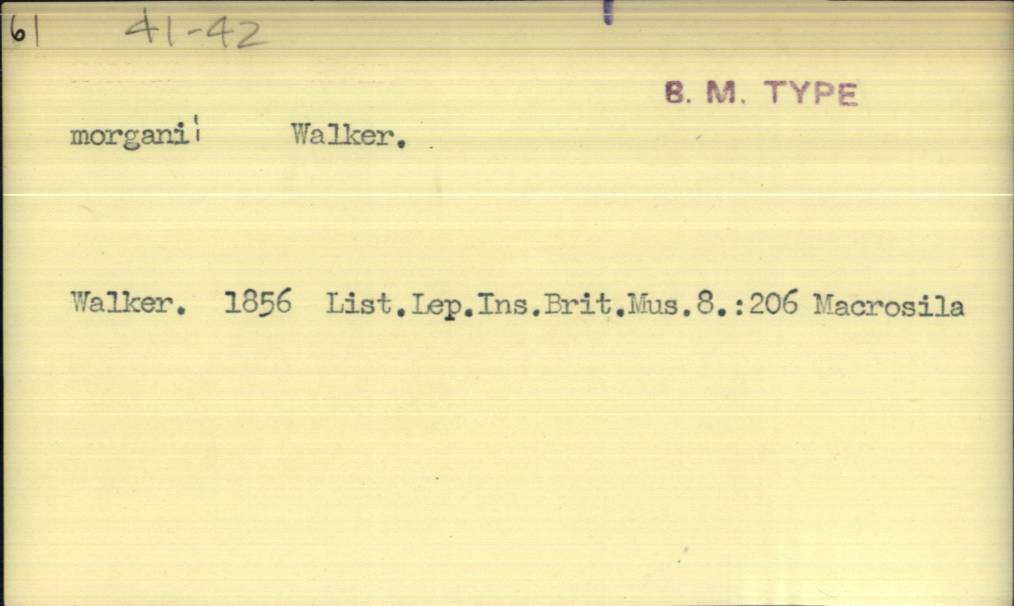 61 41-42
B. M. TYPE
morgani Walker.
Walker. 1856 List.Lep.Ins.Brit.Mus.8.:206 Macrosila